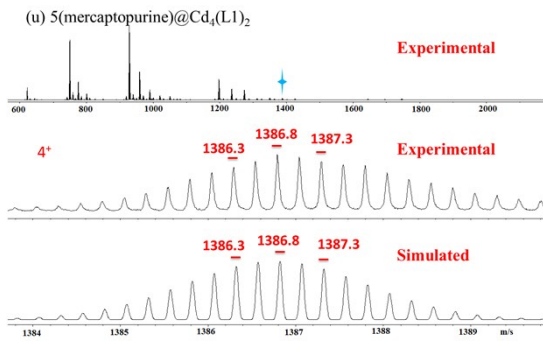 (u) 5(mercaptopurine)@Cd₄(L1)₂
Experimental
600 800 1000 1200 1400 1600 1800 2000
4⁺
1386.3 1386.8 1387.3
Experimental
1386.3 1386.8 1387.3
Simulated
1384 1385 1386 1387 1388 1389 m/s